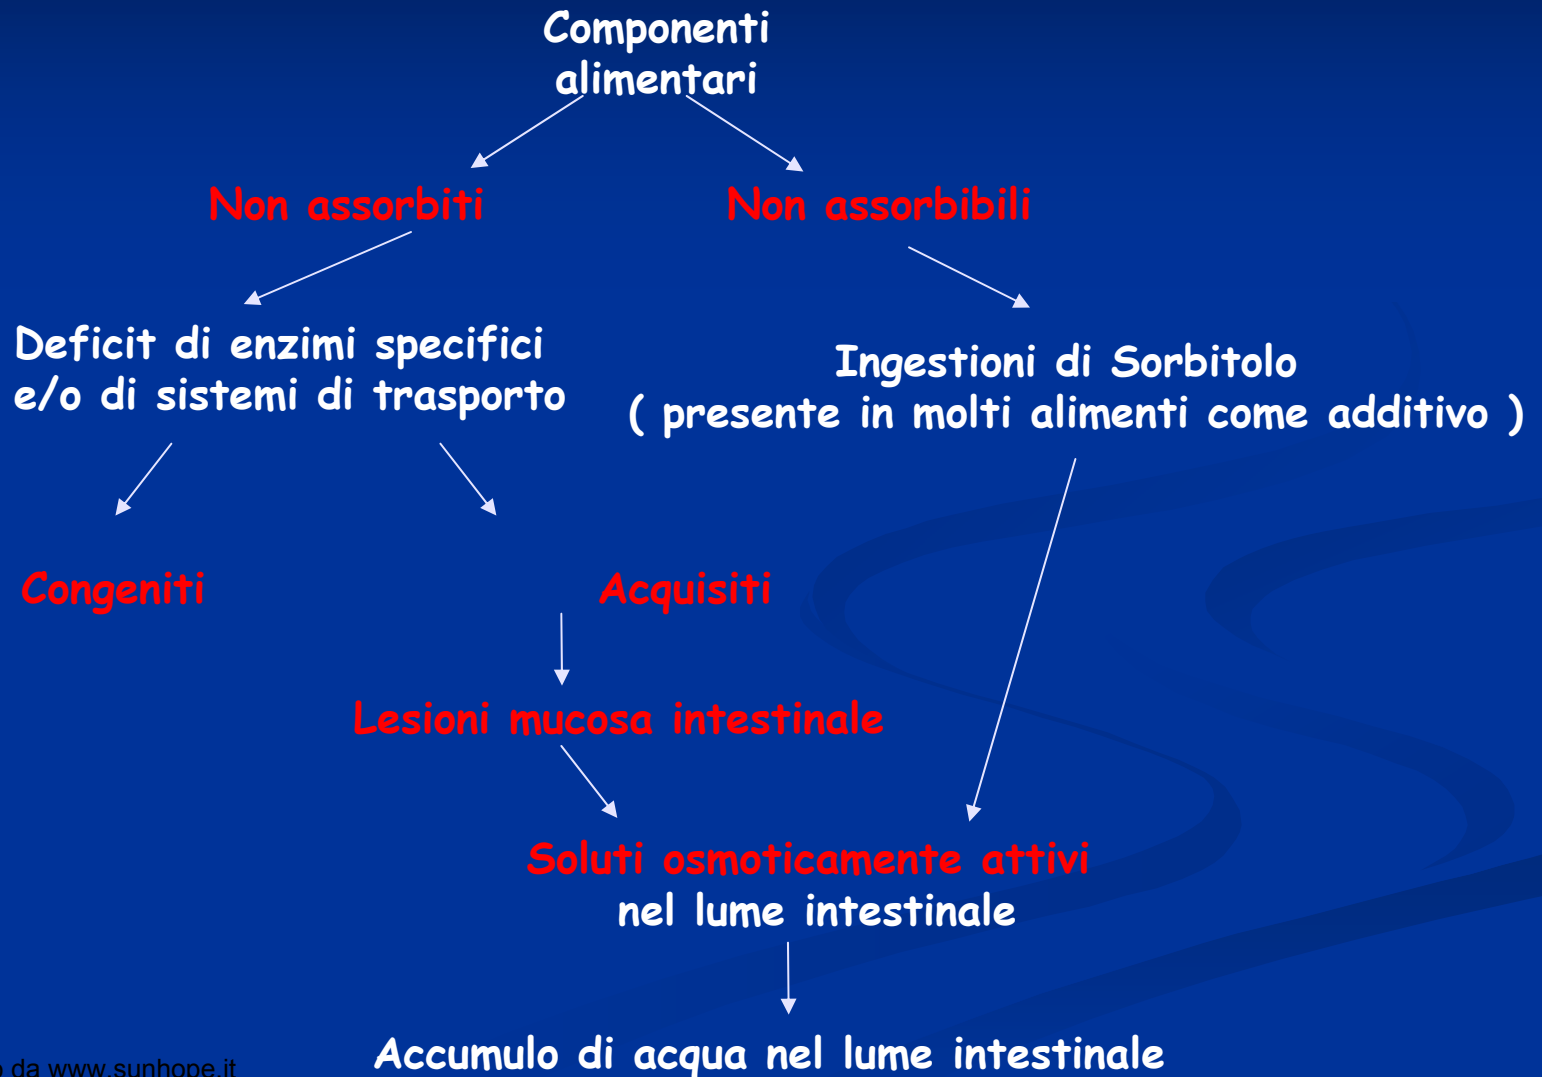 Componenti
alimentari
Non assorbiti
Non assorbibili
Deficit di enzimi specifici
e/o di sistemi di trasporto
Ingestioni di Sorbitolo
( presente in molti alimenti come additivo )
Congeniti
Acquisiti
Lesioni mucosa intestinale
Soluti osmoticamente attivi
nel lume intestinale
Accumulo di acqua nel lume intestinale
da www.sunhope.it